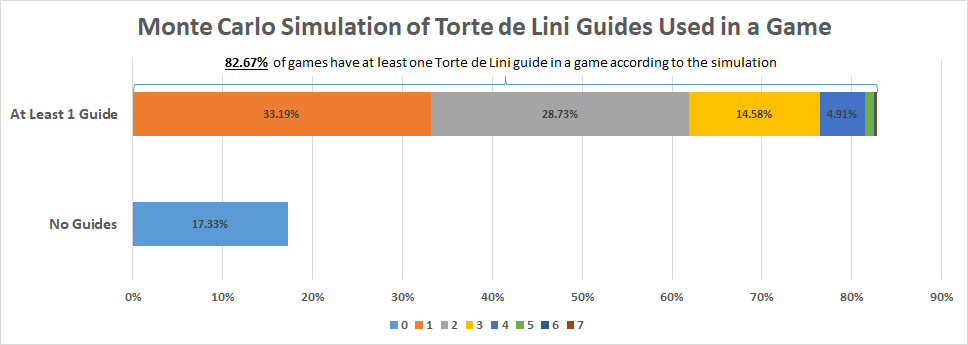 Monte Carlo Simulation of Torte de Lini Guides Used in a Game
82.67% of games have at least one Torte de Lini guide in a game according to the simulation
At Least 1 Guide
33.19% 28.73% 14.58% 4.91%
No Guides
17.33%
0% 10% 20% 30% 40% 50% 60% 70% 80% 90%
0 1 2 3 4 5 6 7